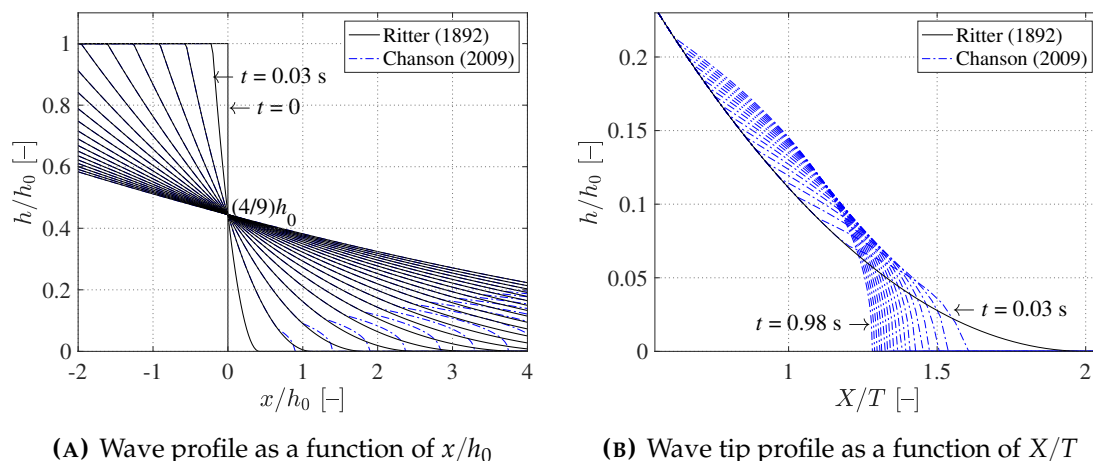 1
0.8
0.6
0.4
0.2
0
h/h₀ [–]
-2 -1 0 1 2 3 4
x/h₀ [–]
Ritter (1892)
Chanson (2009)
t = 0.03 s
t = 0
(4/9)h₀
(A) Wave profile as a function of x/h₀
0.2
0.15
0.1
0.05
0
h/h₀ [–]
1 1.5 2
X/T [–]
Ritter (1892)
Chanson (2009)
t = 0.03 s
t = 0.98 s
(B) Wave tip profile as a function of X/T